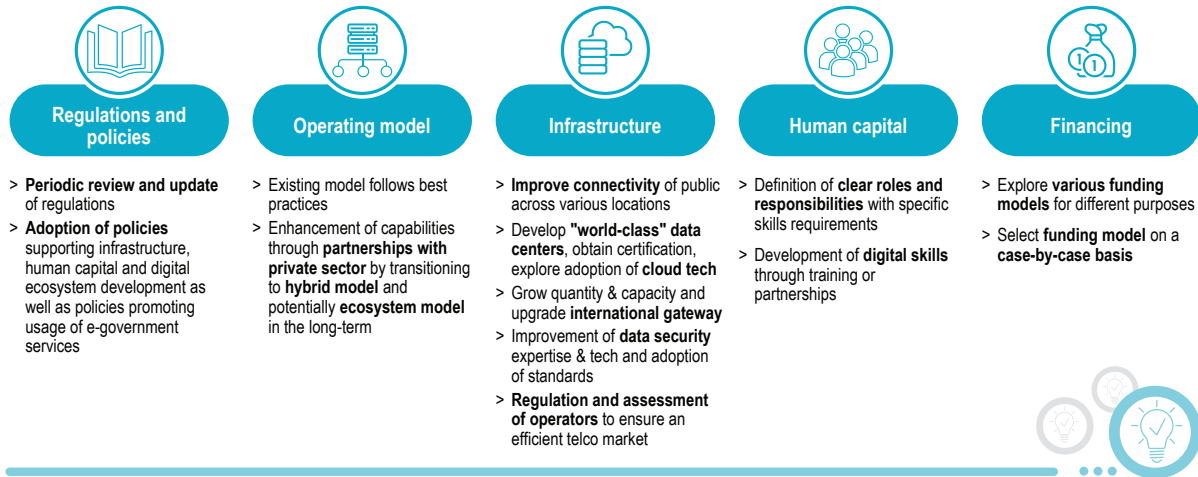 Regulations and
policies
> Periodic review and update
of regulations
> Adoption of policies
supporting infrastructure,
human capital and digital
ecosystem development as
well as policies promoting
usage of e-government
services
Operating model
> Existing model follows best
practices
> Enhancement of capabilities
through partnerships with
private sector by transitioning
to hybrid model and
potentially ecosystem model
in the long-term
Infrastructure
> Improve connectivity of public
across various locations
> Develop "world-class" data
centers, obtain certification,
explore adoption of cloud tech
> Grow quantity & capacity and
upgrade international gateway
> Improvement of data security
expertise & tech and adoption
of standards
> Regulation and assessment
of operators to ensure an
efficient telco market
Human capital
> Definition of clear roles and
responsibilities with specific
skills requirements
> Development of digital skills
through training or
partnerships
1
1
Financing
> Explore various funding
models for different purposes
> Select funding model on a
case-by-case basis